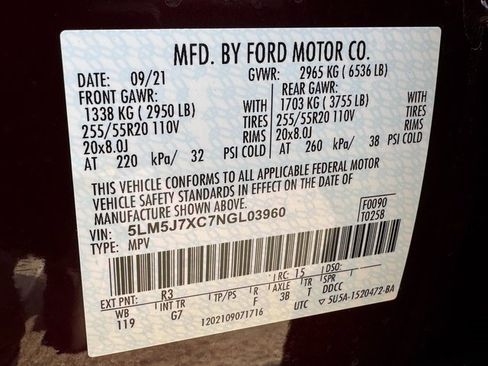 MFD. BY FORD MOTOR CO.
DATE: 09/21 GVWR: 2965 KG ( 6536 LB)
FRONT GAWR: REAR GAWR:
1338 KG ( 2950 LB) WITH 1703 KG ( 3755 LB) WITH
255/55R20 110V TIRES 255/55R20 110V TIRES
20x8.0J RIMS 20x8.0J RIMS
AT 220 kPa/ 32 PSI COLD AT 260 kPa/ 38 PSI COLD
THIS VEHICLE CONFORMS TO ALL APPLICABLE FEDERAL MOTOR
VEHICLE SAFETY STANDARDS IN EFFECT ON THE DATE OF
MANUFACTURE SHOWN ABOVE.
VIN: 5LM5J7XC7NGL03960 F0090
TYPE: MPV T0258
EXT PNT: R3 RC: 15 DSO:
WB INT TR TP/PS R AXLE TR SPR
119 G7 F 3B T DDCC
1202109071716 UTC 5U5A-1520472-BA